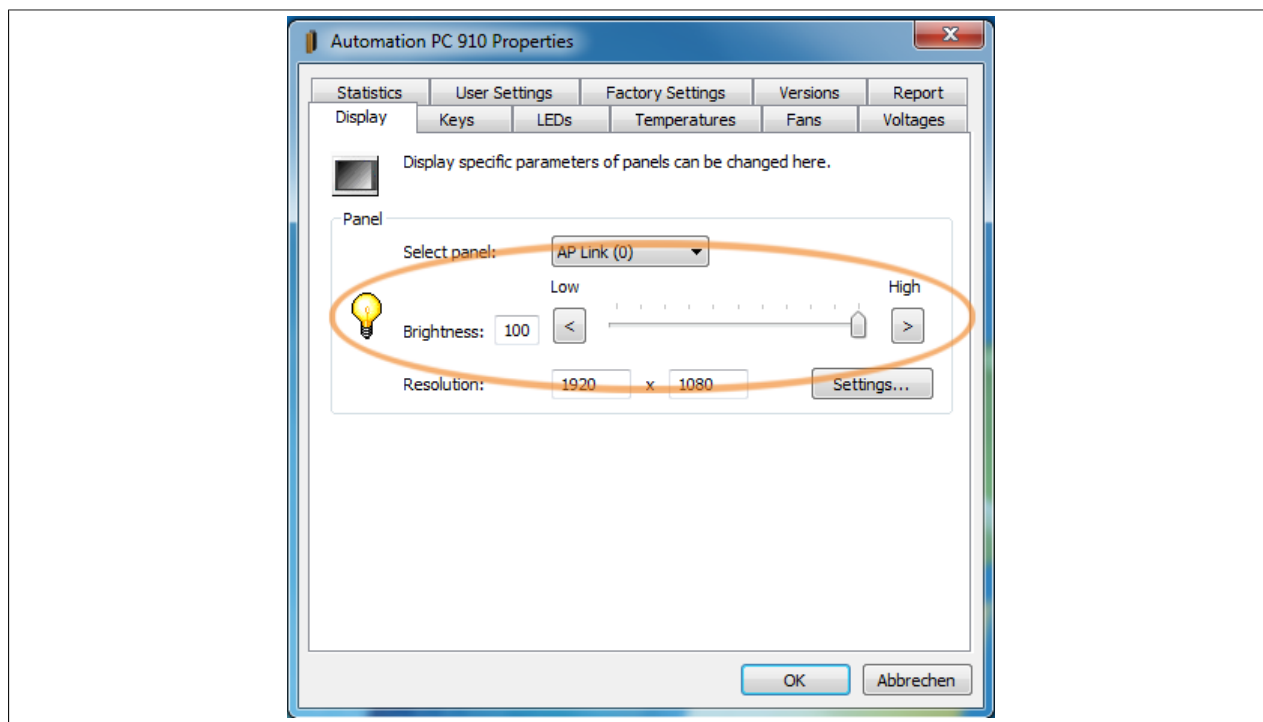 Automation PC 910 Properties
Statistics User Settings Factory Settings Versions Report
Display Keys LEDs Temperatures Fans Voltages
Display specific parameters of panels can be changed here.
Panel
Select panel: AP Link (0)
Low High
Brightness: 100 < >
Resolution: 1920 x 1080 Settings...
OK Abbrechen